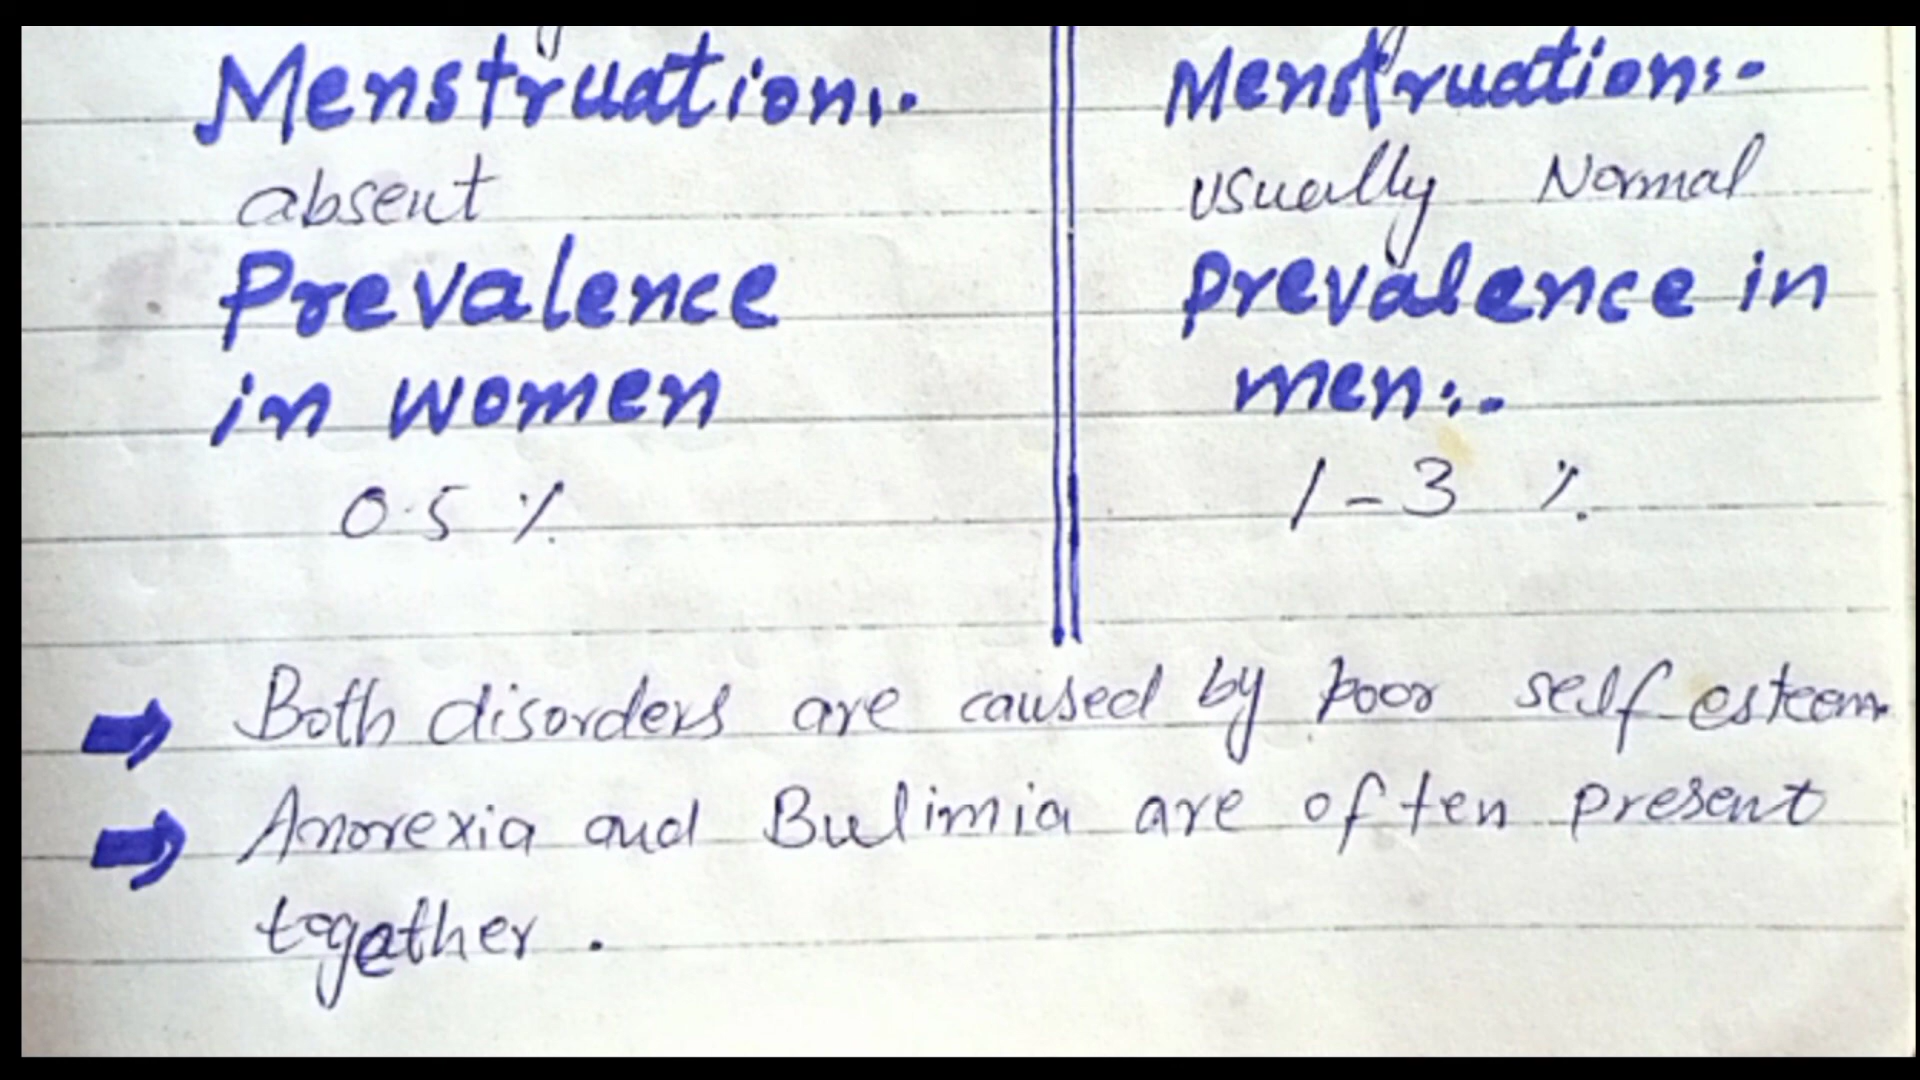 Menstruation:-
absent
Prevalence
in women
0.5 %
Menstruation:-
usually Normal
prevalence in
men:-
1-3 %
Both disorders are caused by poor self esteem.
Anorexia and Bulimia are often present
together.